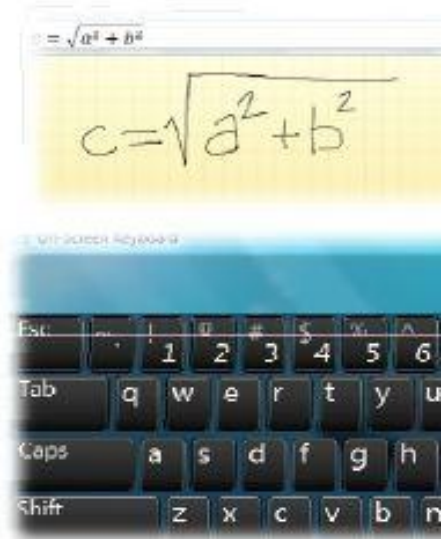 = √a² + b²
c = √a² + b²
On-Screen Keyboard
Esc ~ ` ! 1 @ 2 # 3 $ 4 % 5 ^ 6
Tab q w e r t y u
Caps a s d f g h
Shift z x c v b n